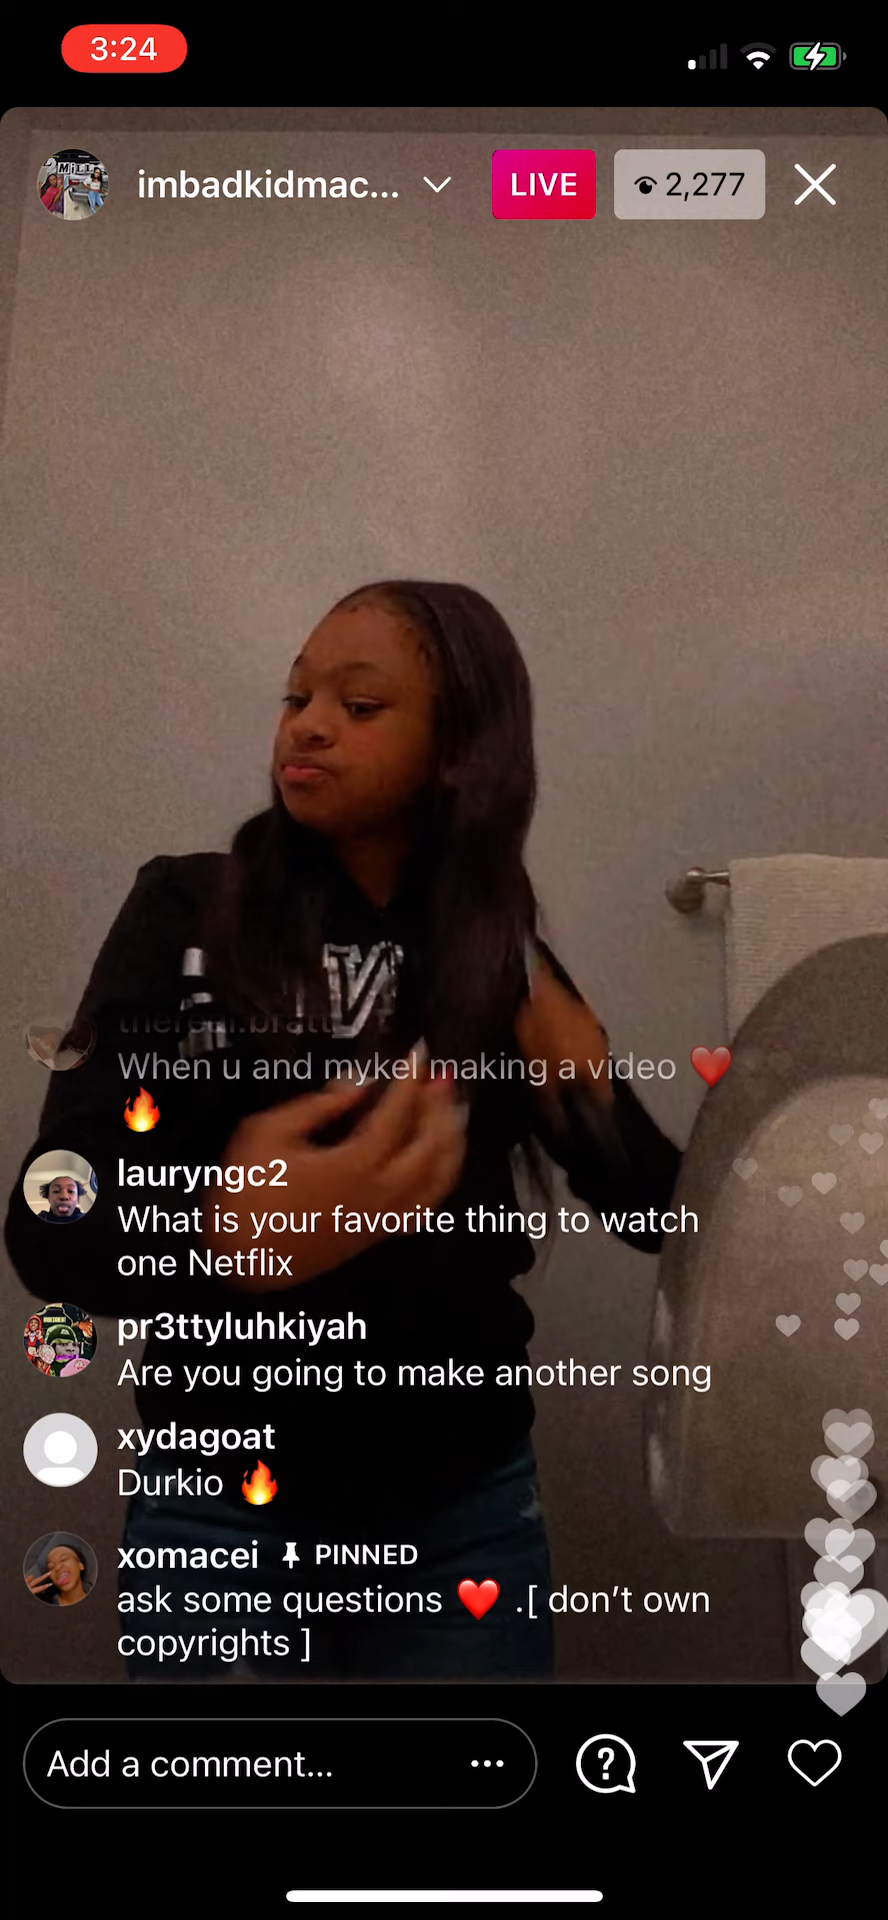 3:24
imbadkidmac...
LIVE
2,277
thereal.bratt
When u and mykel making a video ❤️
🔥
lauryngc2
What is your favorite thing to watch
one Netflix
pr3ttyluhkiyah
Are you going to make another song
xydagoat
Durkio 🔥
xomacei PINNED
ask some questions ❤️ .[ don’t own
copyrights ]
Add a comment...